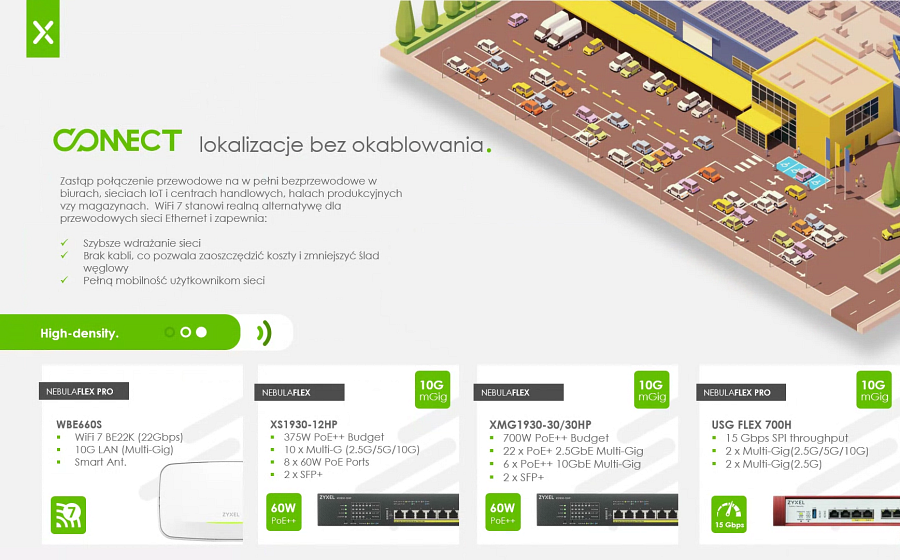 X
CONNECT lokalizacje bez okablowania.
Zastąp połączenie przewodowe na w pełni bezprzewodowe w
biurach, sieciach IoT i centrach handlowych, halach produkcyjnych
vzy magazynach. WiFi 7 stanowi realną alternatywę dla
przewodowych sieci Ethernet i zapewnia:
✓ Szybsze wdrażanie sieci
✓ Brak kabli, co pozwala zaoszczędzić koszty i zmniejszyć ślad
węglowy
✓ Pełną mobilność użytkownikom sieci
High-density.
NEBULAFLEX PRO
WBE660S
▪ WiFi 7 BE22K (22Gbps)
▪ 10G LAN (Multi-Gig)
▪ Smart Ant.
7
ZYXEL
10G
mGig
NEBULAFLEX
XS1930-12HP
▪ 375W PoE++ Budget
▪ 10 x Multi-G (2.5G/5G/10G)
▪ 8 x 60W PoE Ports
▪ 2 x SFP+
60W
PoE++
ZYXEL
10G
mGig
NEBULAFLEX
XMG1930-30/30HP
▪ 700W PoE++ Budget
▪ 22 x PoE+ 2.5GbE Multi-Gig
▪ 6 x PoE++ 10GbE Multi-Gig
▪ 2 x SFP+
60W
PoE++
ZYXEL
10G
mGig
NEBULAFLEX PRO
USG FLEX 700H
▪ 15 Gbps SPI throughput
▪ 2 x Multi-Gig(2.5G/5G/10G)
▪ 2 x Multi-Gig(2.5G)
15 Gbps
ZYXEL